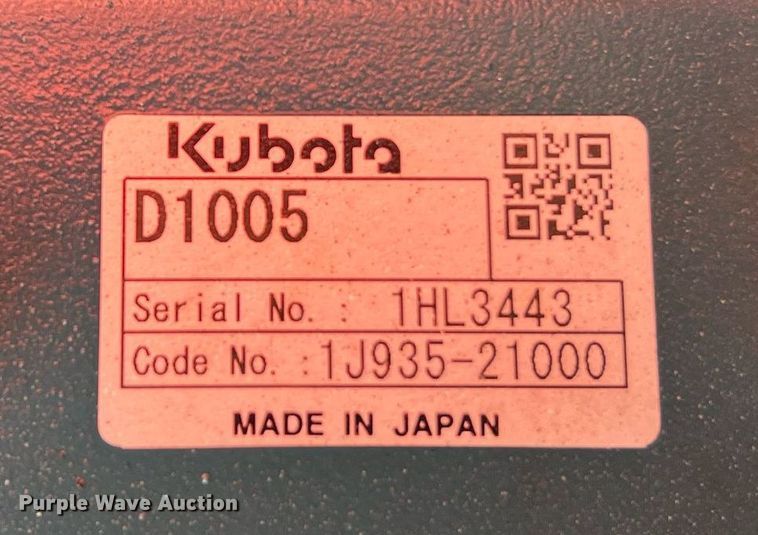 Kubota
D1005
Serial No. : 1HL3443
Code No. : 1J935-21000
MADE IN JAPAN
Purple Wave Auction